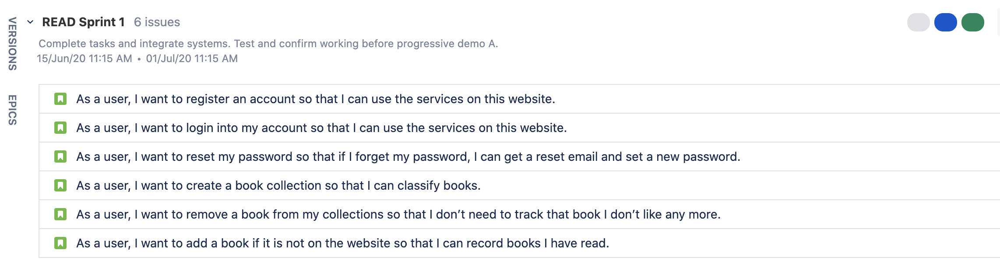 VERSIONS
EPICS
READ Sprint 1 6 issues
Complete tasks and integrate systems. Test and confirm working before progressive demo A.
15/Jun/20 11:15 AM • 01/Jul/20 11:15 AM
As a user, I want to register an account so that I can use the services on this website.
As a user, I want to login into my account so that I can use the services on this website.
As a user, I want to reset my password so that if I forget my password, I can get a reset email and set a new password.
As a user, I want to create a book collection so that I can classify books.
As a user, I want to remove a book from my collections so that I don’t need to track that book I don’t like any more.
As a user, I want to add a book if it is not on the website so that I can record books I have read.